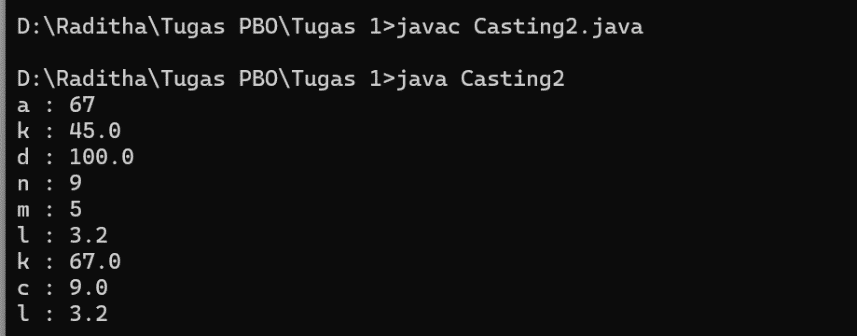 D:\Raditha\Tugas PBO\Tugas 1>javac Casting2.java
D:\Raditha\Tugas PBO\Tugas 1>java Casting2
a : 67
k : 45.0
d : 100.0
n : 9
m : 5
l : 3.2
k : 67.0
c : 9.0
l : 3.2